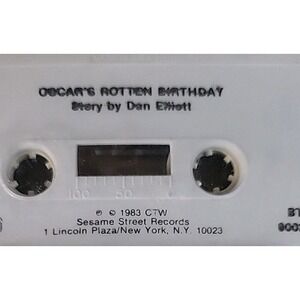 OSCAR'S ROTTEN BIRTHDAY
Story by Dan Elliott
100 50
℗ © 1983 CTW
Sesame Street Records
1 Lincoln Plaza/New York, N.Y. 10023